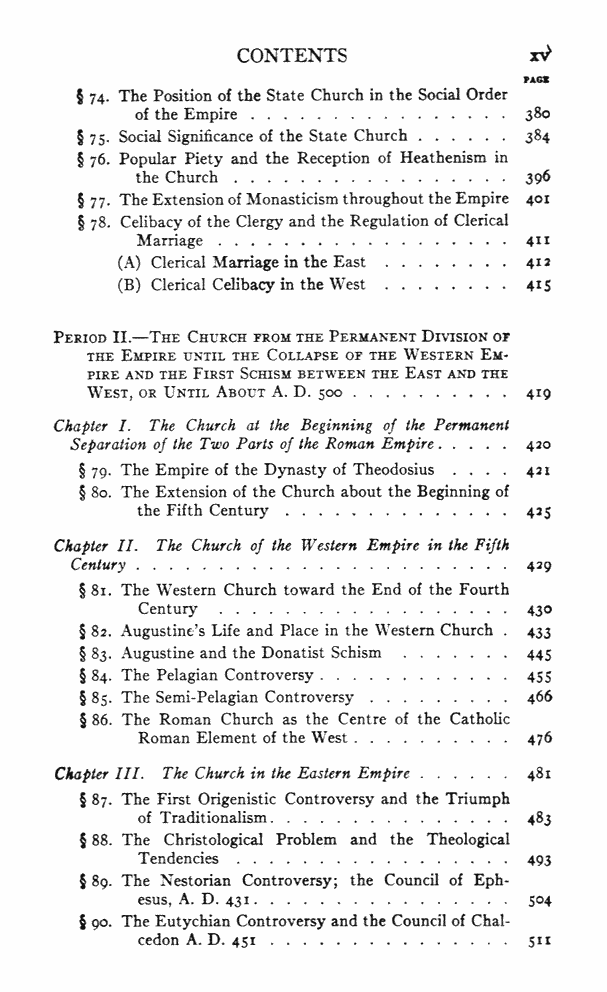 CONTENTS xv
PAGE
§ 74. The Position of the State Church in the Social Order
of the Empire . . . . . . . . . . . . . . . . 380
§ 75. Social Significance of the State Church . . . . . . 384
§ 76. Popular Piety and the Reception of Heathenism in
the Church . . . . . . . . . . . . . . . . . 396
§ 77. The Extension of Monasticism throughout the Empire 401
§ 78. Celibacy of the Clergy and the Regulation of Clerical
Marriage . . . . . . . . . . . . . . . . . . 411
(A) Clerical Marriage in the East . . . . . . . . 412
(B) Clerical Celibacy in the West . . . . . . . . 415
PERIOD II.—THE CHURCH FROM THE PERMANENT DIVISION OF
THE EMPIRE UNTIL THE COLLAPSE OF THE WESTERN EM-
PIRE AND THE FIRST SCHISM BETWEEN THE EAST AND THE
WEST, OR UNTIL ABOUT A. D. 500 . . . . . . . . . . 419
Chapter I. The Church at the Beginning of the Permanent
Separation of the Two Parts of the Roman Empire . . . . . 420
§ 79. The Empire of the Dynasty of Theodosius . . . . 421
§ 80. The Extension of the Church about the Beginning of
the Fifth Century . . . . . . . . . . . . . . 425
Chapter II. The Church of the Western Empire in the Fifth
Century . . . . . . . . . . . . . . . . . . . . . . . 429
§ 81. The Western Church toward the End of the Fourth
Century . . . . . . . . . . . . . . . . . . 430
§ 82. Augustine's Life and Place in the Western Church . 433
§ 83. Augustine and the Donatist Schism . . . . . . . 445
§ 84. The Pelagian Controversy . . . . . . . . . . . . 455
§ 85. The Semi-Pelagian Controversy . . . . . . . . . 466
§ 86. The Roman Church as the Centre of the Catholic
Roman Element of the West . . . . . . . . . . 476
Chapter III. The Church in the Eastern Empire . . . . . . 481
§ 87. The First Origenistic Controversy and the Triumph
of Traditionalism . . . . . . . . . . . . . . . 483
§ 88. The Christological Problem and the Theological
Tendencies . . . . . . . . . . . . . . . . . 493
§ 89. The Nestorian Controversy; the Council of Eph-
esus, A. D. 431 . . . . . . . . . . . . . . . . 504
§ 90. The Eutychian Controversy and the Council of Chal-
cedon A. D. 451 . . . . . . . . . . . . . . . 511